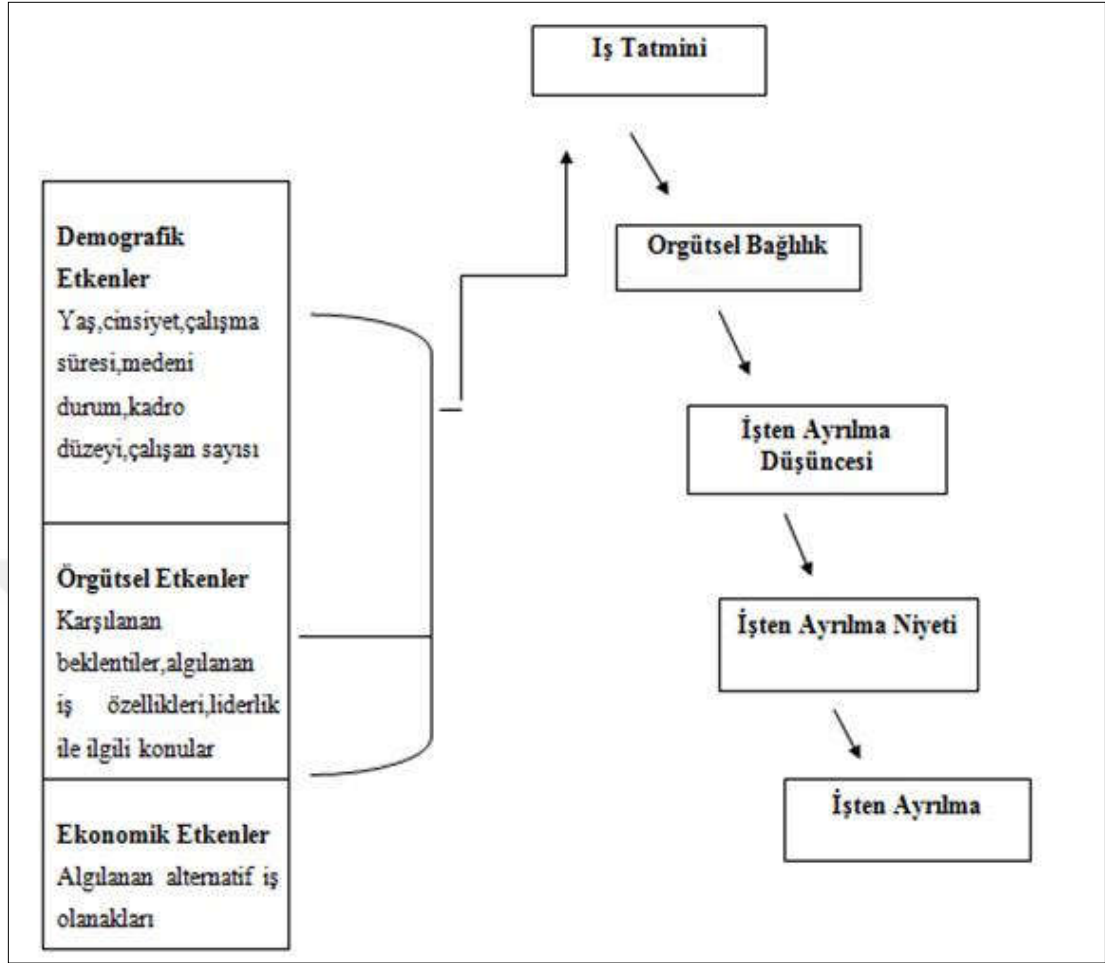 Iş Tatmini
Orgütsel Bağlılık
İşten Ayrılma
Düşüncesi
İşten Ayrılma Niyeti
İşten Ayrılma
Demografik
Etkenler
Yaş,cinsiyet,çalışma
süresi,medeni
durum,kadro
düzeyi,çalışan sayısı
Örgütsel Etkenler
Karşılanan
beklentiler,algılanan
iş özellikleri,liderlik
ile ilgili konular
Ekonomik Etkenler
Algılanan alternatif iş
olanakları